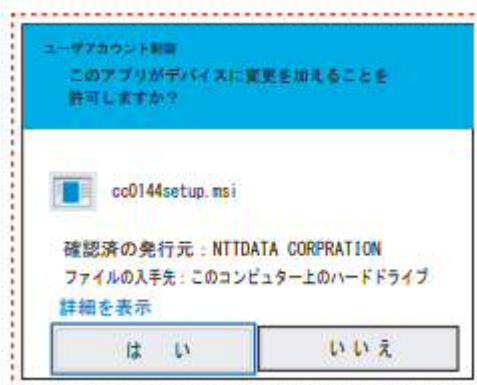 ユーザアカウント制御
このアプリがデバイスに変更を加えることを
許可しますか？
cc0144setup.msi
確認済の発行元：NTTDATA CORPRATION
ファイルの入手先：このコンピューター上のハードドライブ
詳細を表示
はい
いいえ